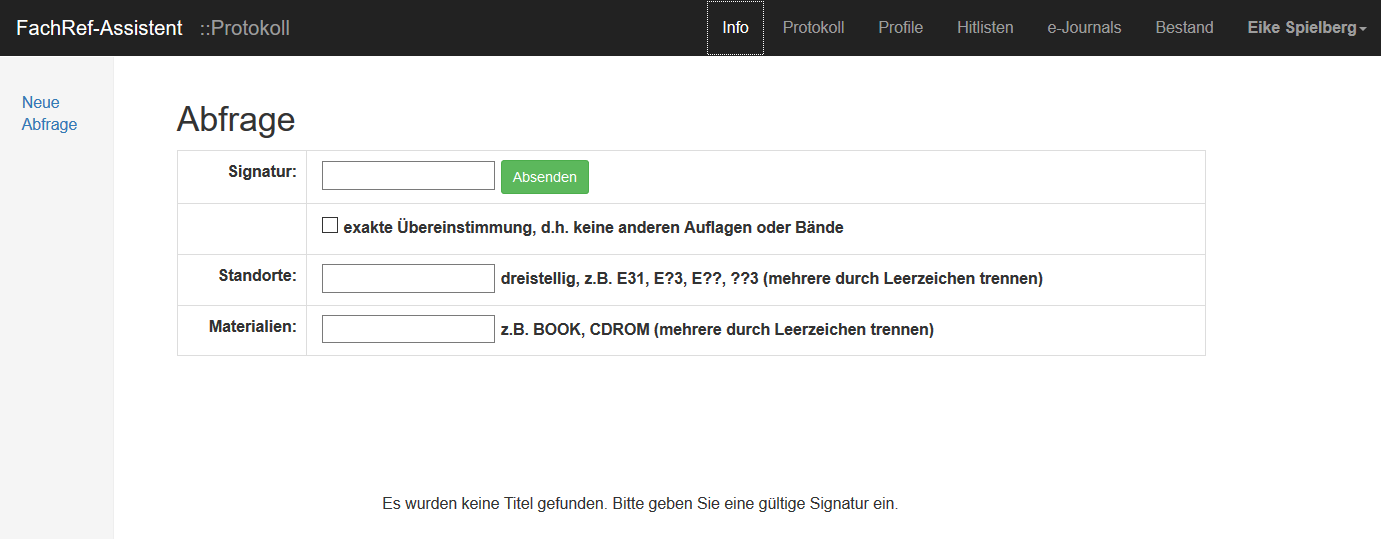 FachRef-Assistent ::Protokoll Info Protokoll Profile Hitlisten e-Journals Bestand Eike Spielberg
Neue
Abfrage
Abfrage
Signatur: Absenden
exakte Übereinstimmung, d.h. keine anderen Auflagen oder Bände
Standorte: dreistellig, z.B. E31, E?3, E??, ??3 (mehrere durch Leerzeichen trennen)
Materialien: z.B. BOOK, CDROM (mehrere durch Leerzeichen trennen)
Es wurden keine Titel gefunden. Bitte geben Sie eine gültige Signatur ein.